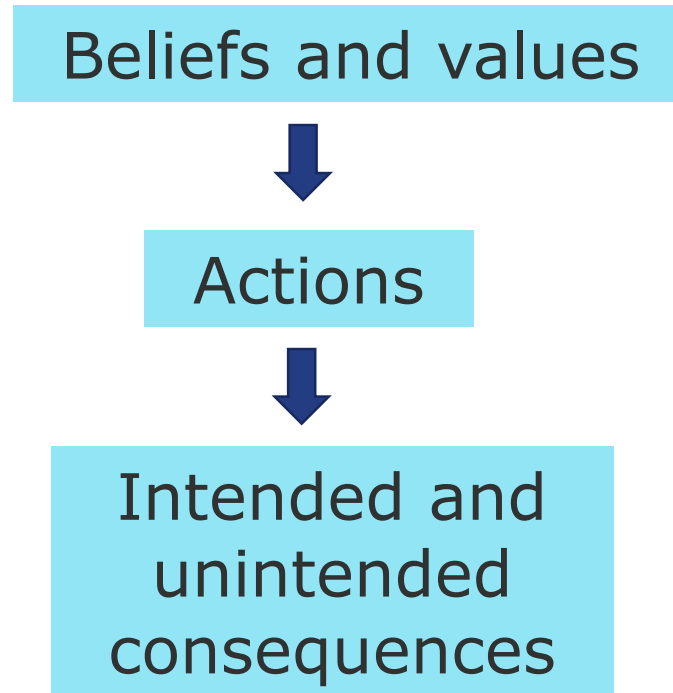 Beliefs and values
Actions
Intended and
unintended
consequences